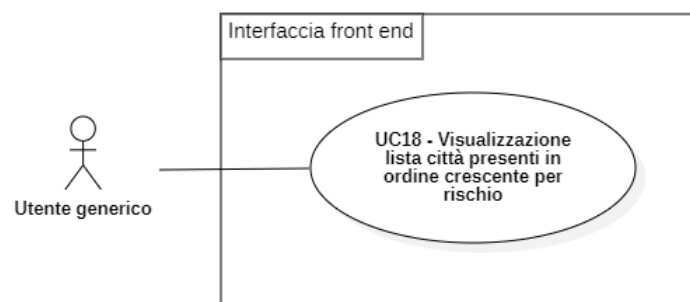 Interfaccia front end
UC18 - Visualizzazione
lista città presenti in
ordine crescente per
rischio
Utente generico